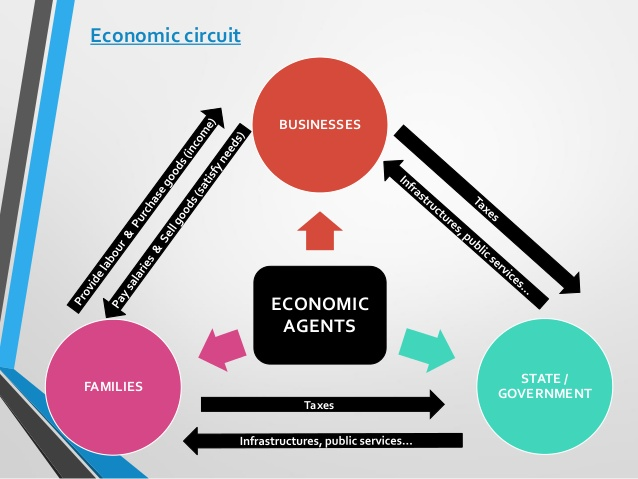 Economic circuit
BUSINESSES
Provide labour & Purchase goods (income)
Pay salaries & Sell goods (satisfy needs)
Taxes
Infrastructures, public services...
ECONOMIC
AGENTS
FAMILIES
STATE /
GOVERNMENT
Taxes
Infrastructures, public services...